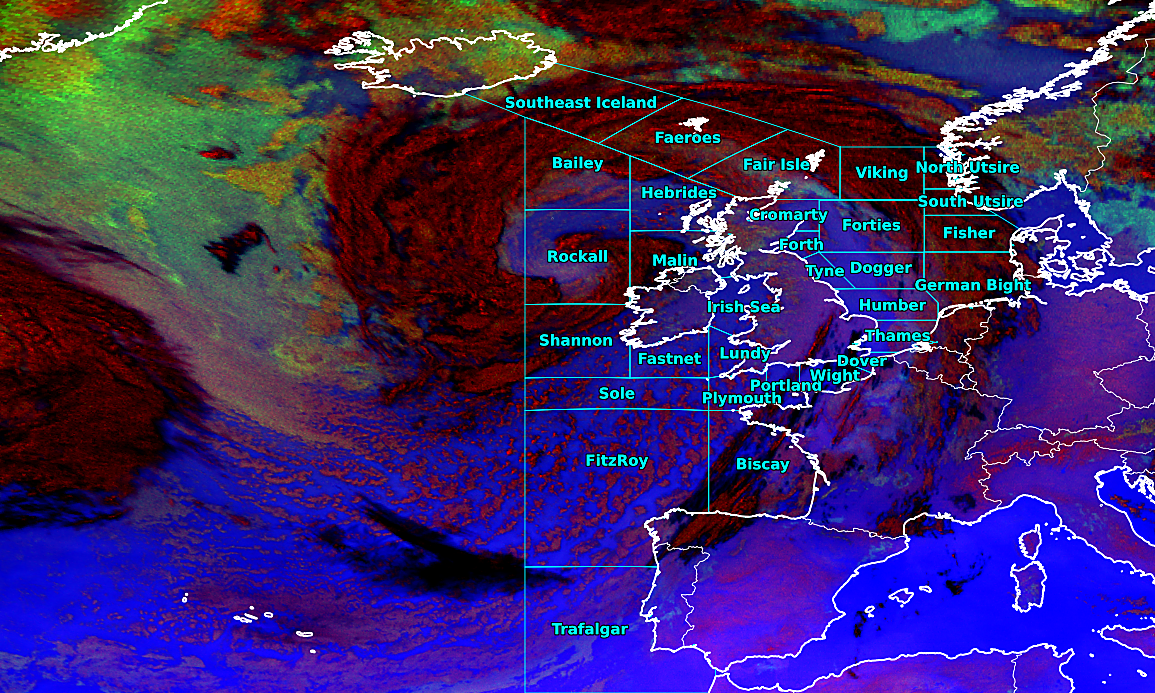 Southeast Iceland
Faeroes
Bailey
Fair Isle
Viking
North Utsire
Hebrides
South Utsire
Cromarty
Forties
Fisher
Forth
Rockall
Malin
Tyne
Dogger
German Bight
Irish Sea
Humber
Shannon
Thames
Fastnet
Lundy
Dover
Wight
Sole
Portland
Plymouth
FitzRoy
Biscay
Trafalgar